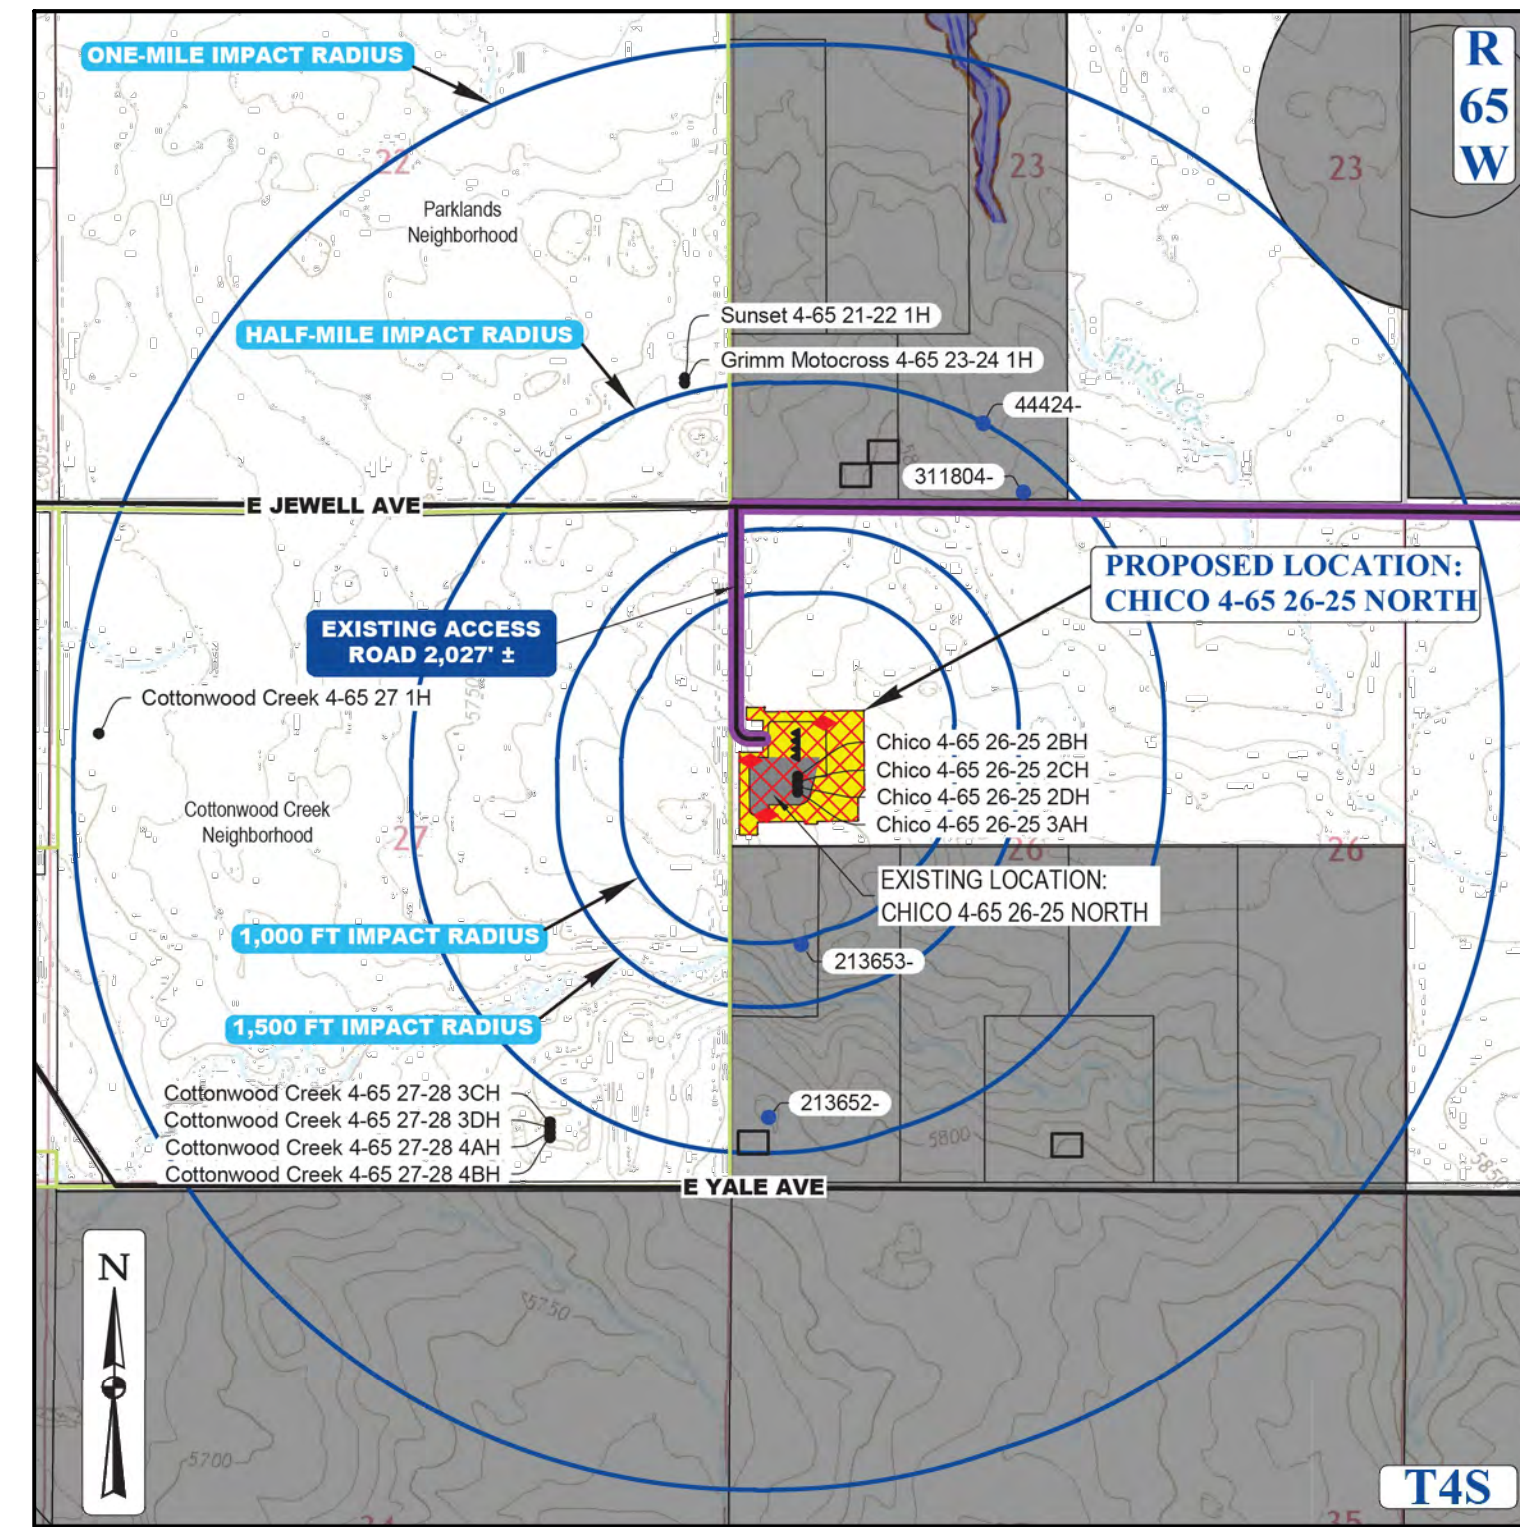 ONE-MILE IMPACT RADIUS
R
65
W
22
23
23
Parklands
Neighborhood
HALF-MILE IMPACT RADIUS
Sunset 4-65 21-22 1H
Grimm Motocross 4-65 23-24 1H
First Cr
44424-
311804-
E JEWELL AVE
PROPOSED LOCATION:
CHICO 4-65 26-25 NORTH
EXISTING ACCESS
ROAD 2,027' ±
Cottonwood Creek 4-65 27 1H
5750
Chico 4-65 26-25 2BH
Chico 4-65 26-25 2CH
Chico 4-65 26-25 2DH
Chico 4-65 26-25 3AH
Cottonwood Creek
Neighborhood
27
26
26
EXISTING LOCATION:
CHICO 4-65 26-25 NORTH
1,000 FT IMPACT RADIUS
213653-
1,500 FT IMPACT RADIUS
Cottonwood Creek 4-65 27-28 3CH
Cottonwood Creek 4-65 27-28 3DH
Cottonwood Creek 4-65 27-28 4AH
Cottonwood Creek 4-65 27-28 4BH
213652-
5800
5850
E YALE AVE
N
5750
5700
T4S
35